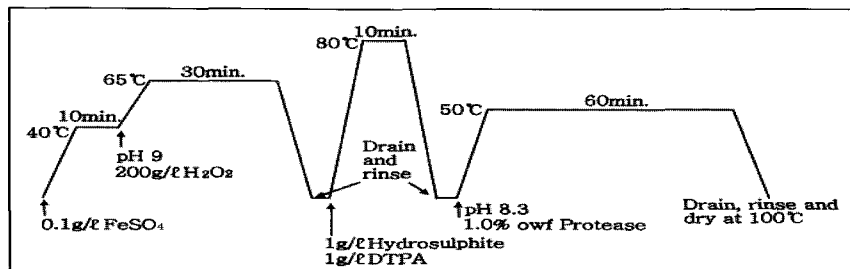 40℃
10min.
pH 9
200g/ℓ H₂O₂
0.1g/ℓ FeSO₄
65℃
30min.
80℃
10min.
Drain
and
rinse
1g/ℓ Hydrosulphite
1g/ℓ DTPA
50℃
60min.
pH 8.3
1.0% owf Protease
Drain, rinse and
dry at 100℃